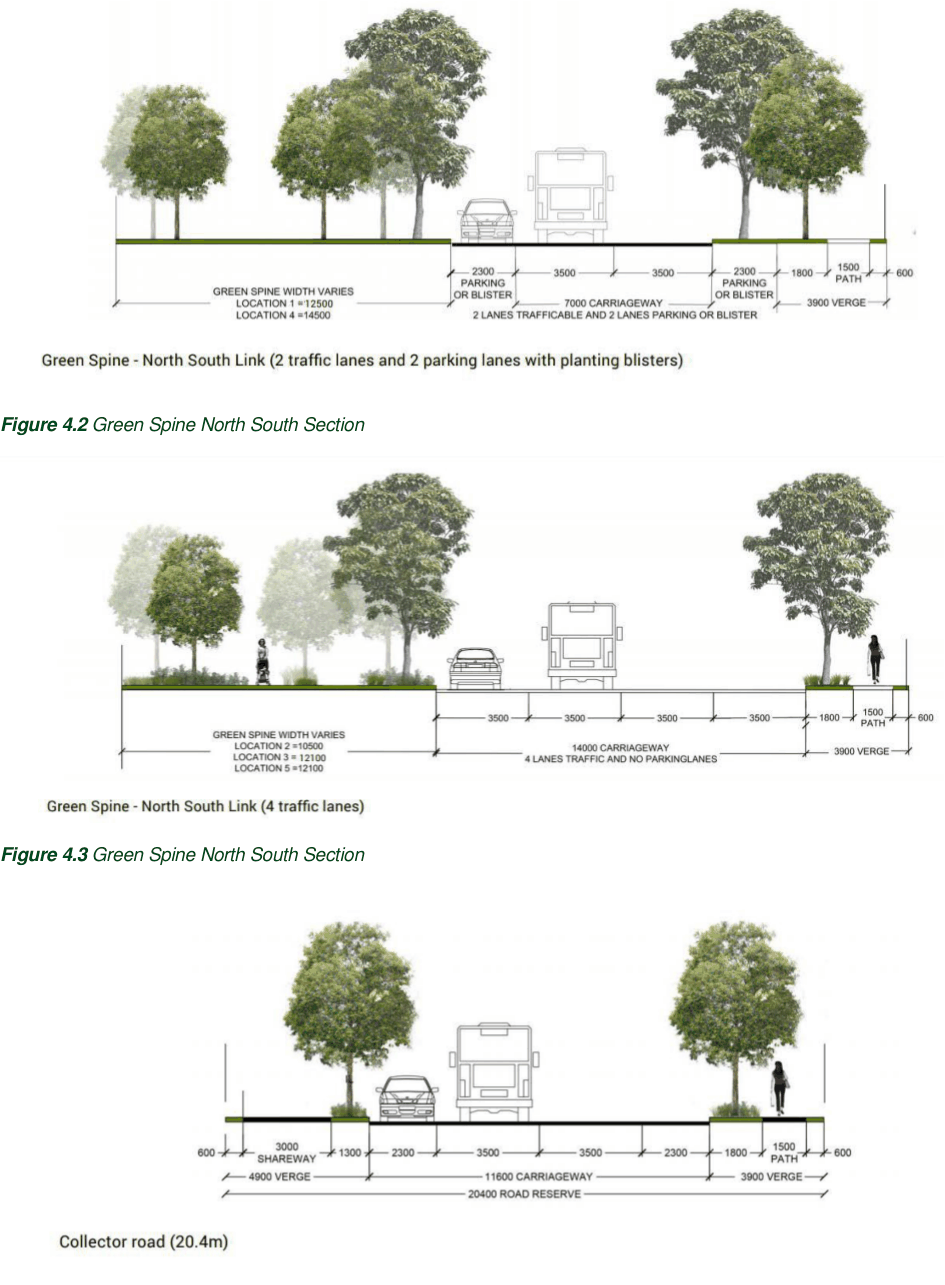 2300
PARKING
OR BLISTER
3500
3500
2300
PARKING
OR BLISTER
1800
1500
PATH
600
GREEN SPINE WIDTH VARIES
LOCATION 1 =12500
LOCATION 4 =14500
7000 CARRIAGEWAY
2 LANES TRAFFICABLE AND 2 LANES PARKING OR BLISTER
3900 VERGE
Green Spine - North South Link (2 traffic lanes and 2 parking lanes with planting blisters)
Figure 4.2 Green Spine North South Section
3500
3500
3500
3500
1800
1500
PATH
600
GREEN SPINE WIDTH VARIES
LOCATION 2 =10500
LOCATION 3 = 12100
LOCATION 5 =12100
14000 CARRIAGEWAY
4 LANES TRAFFIC AND NO PARKINGLANES
3900 VERGE
Green Spine - North South Link (4 traffic lanes)
Figure 4.3 Green Spine North South Section
600
3000
SHAREWAY
1300
2300
3500
3500
2300
1800
1500
PATH
600
4900 VERGE
11600 CARRIAGEWAY
3900 VERGE
20400 ROAD RESERVE
Collector road (20.4m)